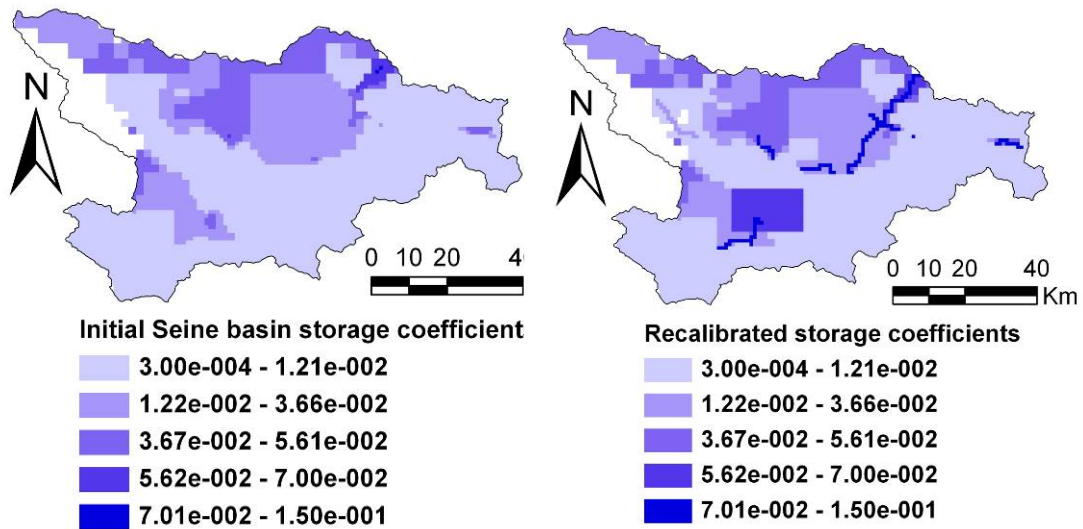 N
0 10 20 4
Initial Seine basin storage coefficient
3.00e-004 - 1.21e-002
1.22e-002 - 3.66e-002
3.67e-002 - 5.61e-002
5.62e-002 - 7.00e-002
7.01e-002 - 1.50e-001
N
0 10 20 40
Km
Recalibrated storage coefficients
3.00e-004 - 1.21e-002
1.22e-002 - 3.66e-002
3.67e-002 - 5.61e-002
5.62e-002 - 7.00e-002
7.01e-002 - 1.50e-001